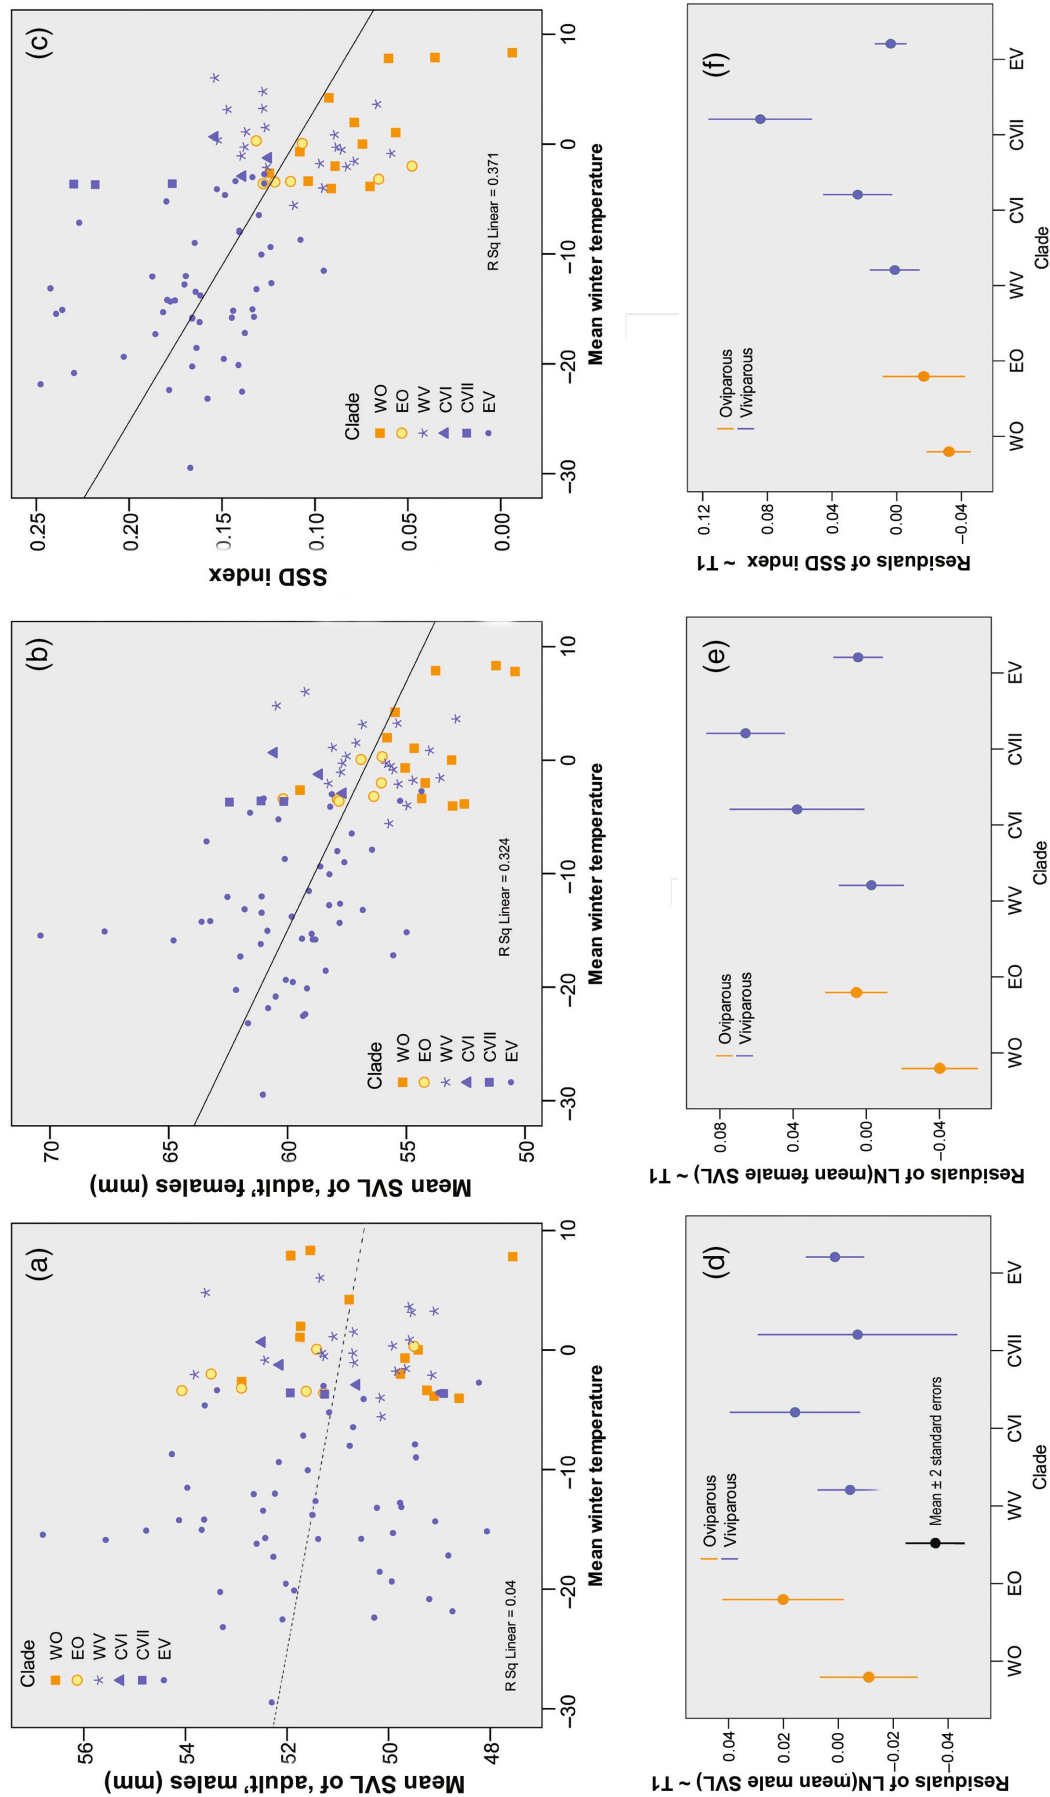 (a)
Mean SVL of 'adult' males (mm)
56
54
52
50
48
Clade
WO
EO
WV
CVI
CVII
EV
R Sq Linear = 0.04
−30
−20
−10
0
10
Mean winter temperature
(b)
Mean SVL of 'adult' females (mm)
70
65
60
55
50
Clade
WO
EO
WV
CVI
CVII
EV
R Sq Linear = 0.324
−30
−20
−10
0
10
Mean winter temperature
(c)
SSD index
0.25
0.20
0.15
0.10
0.05
0.00
Clade
WO
EO
WV
CVI
CVII
EV
R Sq Linear = 0.371
−30
−20
−10
0
10
Mean winter temperature
(d)
Residuals of LN(mean male SVL) ~ T1
0.04
0.02
0.00
−0.02
−0.04
Oviparous
Viviparous
Mean ± 2 standard errors
WO
EO
WV
CVI
CVII
EV
Clade
(e)
Residuals of LN(mean female SVL) ~ T1
0.08
0.04
0.00
−0.04
Oviparous
Viviparous
WO
EO
WV
CVI
CVII
EV
Clade
(f)
Residuals of SSD index ~ T1
0.12
0.08
0.04
0.00
−0.04
Oviparous
Viviparous
WO
EO
WV
CVI
CVII
EV
Clade